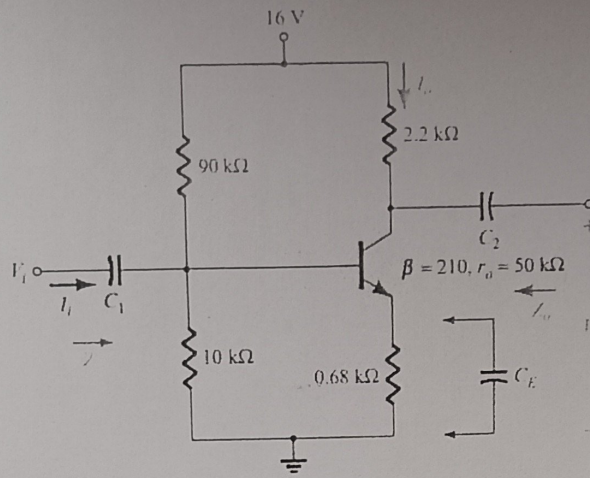 16 V
I_o
2.2 kΩ
90 kΩ
C_2
V_i
I_i
C_1
β = 210, r_o = 50 kΩ
10 kΩ
0.68 kΩ
C_E
+